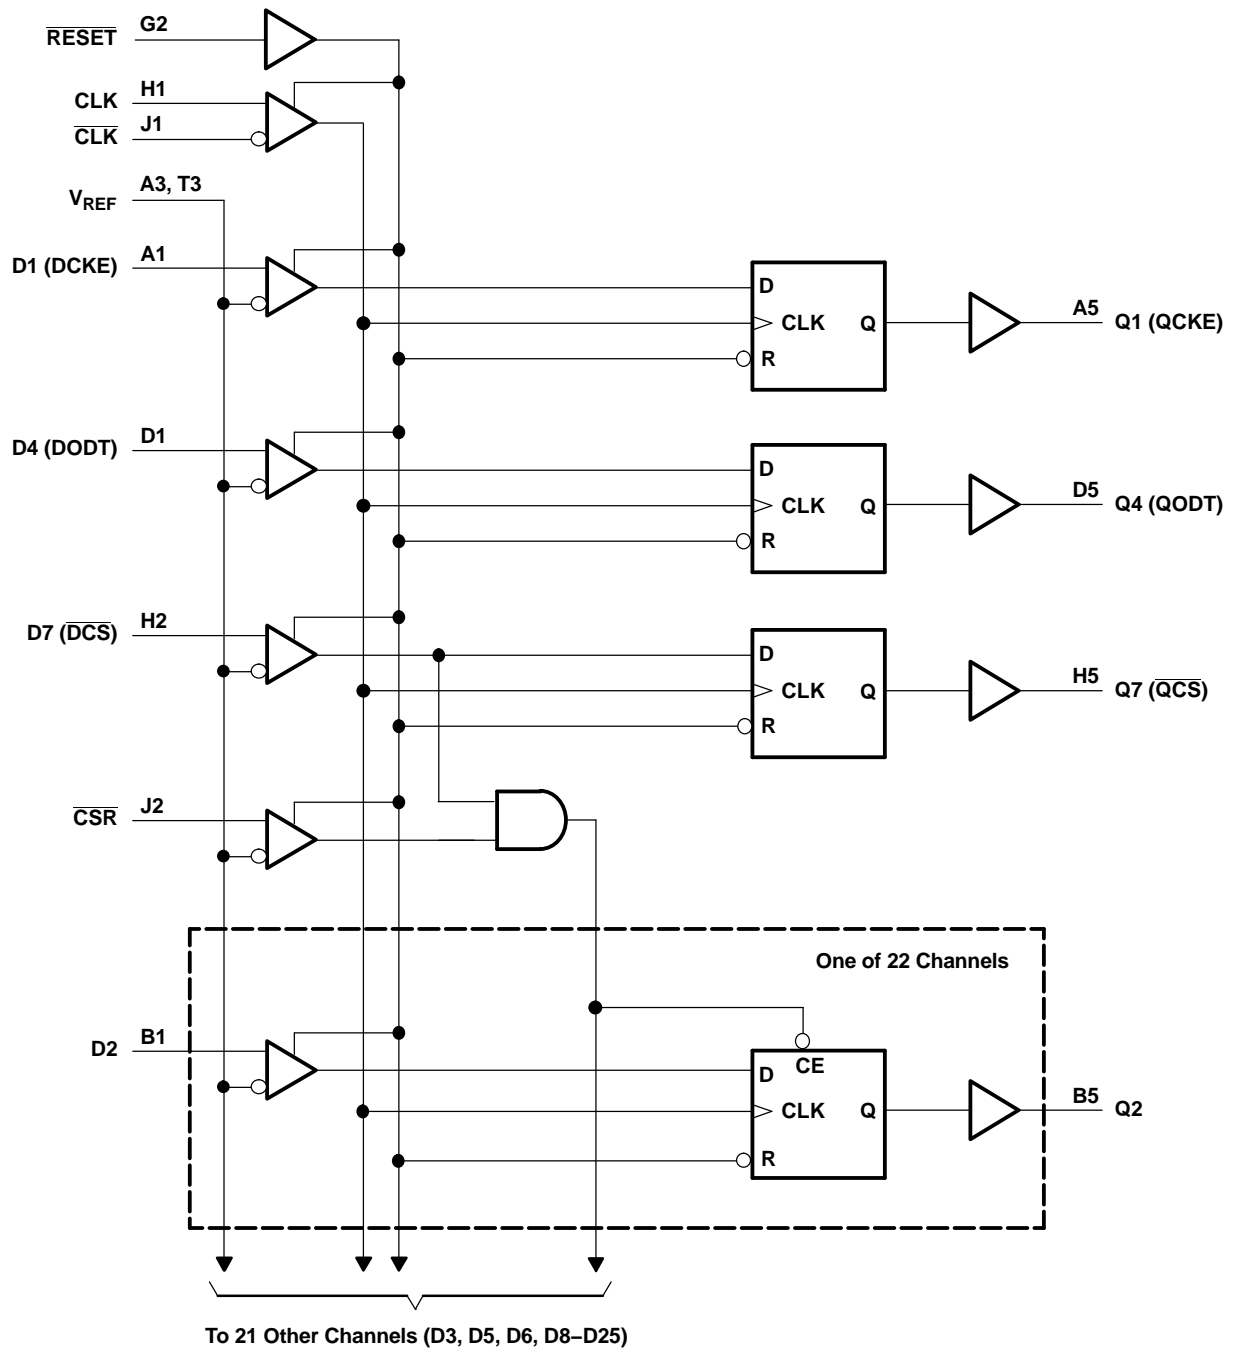 RESET G2
CLK H1
CLK J1
VREF A3, T3
D1 (DCKE) A1
D
CLK Q
R
A5 Q1 (QCKE)
D4 (DODT) D1
D
CLK Q
R
D5 Q4 (QODT)
D7 (DCS) H2
D
CLK Q
R
H5 Q7 (QCS)
CSR J2
One of 22 Channels
D2 B1
CE
D
CLK Q
R
B5 Q2
To 21 Other Channels (D3, D5, D6, D8–D25)